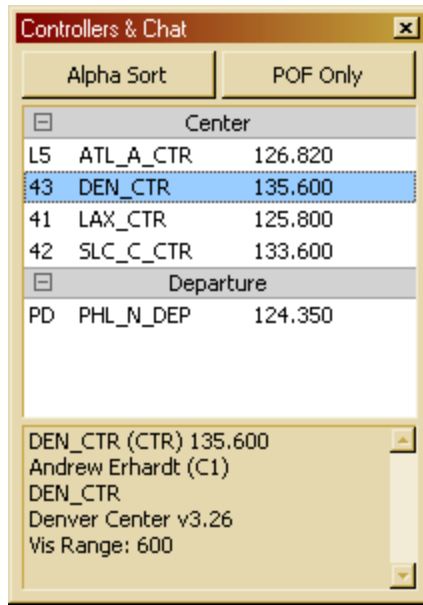 Controllers & Chat
Alpha Sort POF Only
Center
L5 ATL_A_CTR 126.820
43 DEN_CTR 135.600
41 LAX_CTR 125.800
42 SLC_C_CTR 133.600
Departure
PD PHL_N_DEP 124.350
DEN_CTR (CTR) 135.600
Andrew Erhardt (C1)
DEN_CTR
Denver Center v3.26
Vis Range: 600